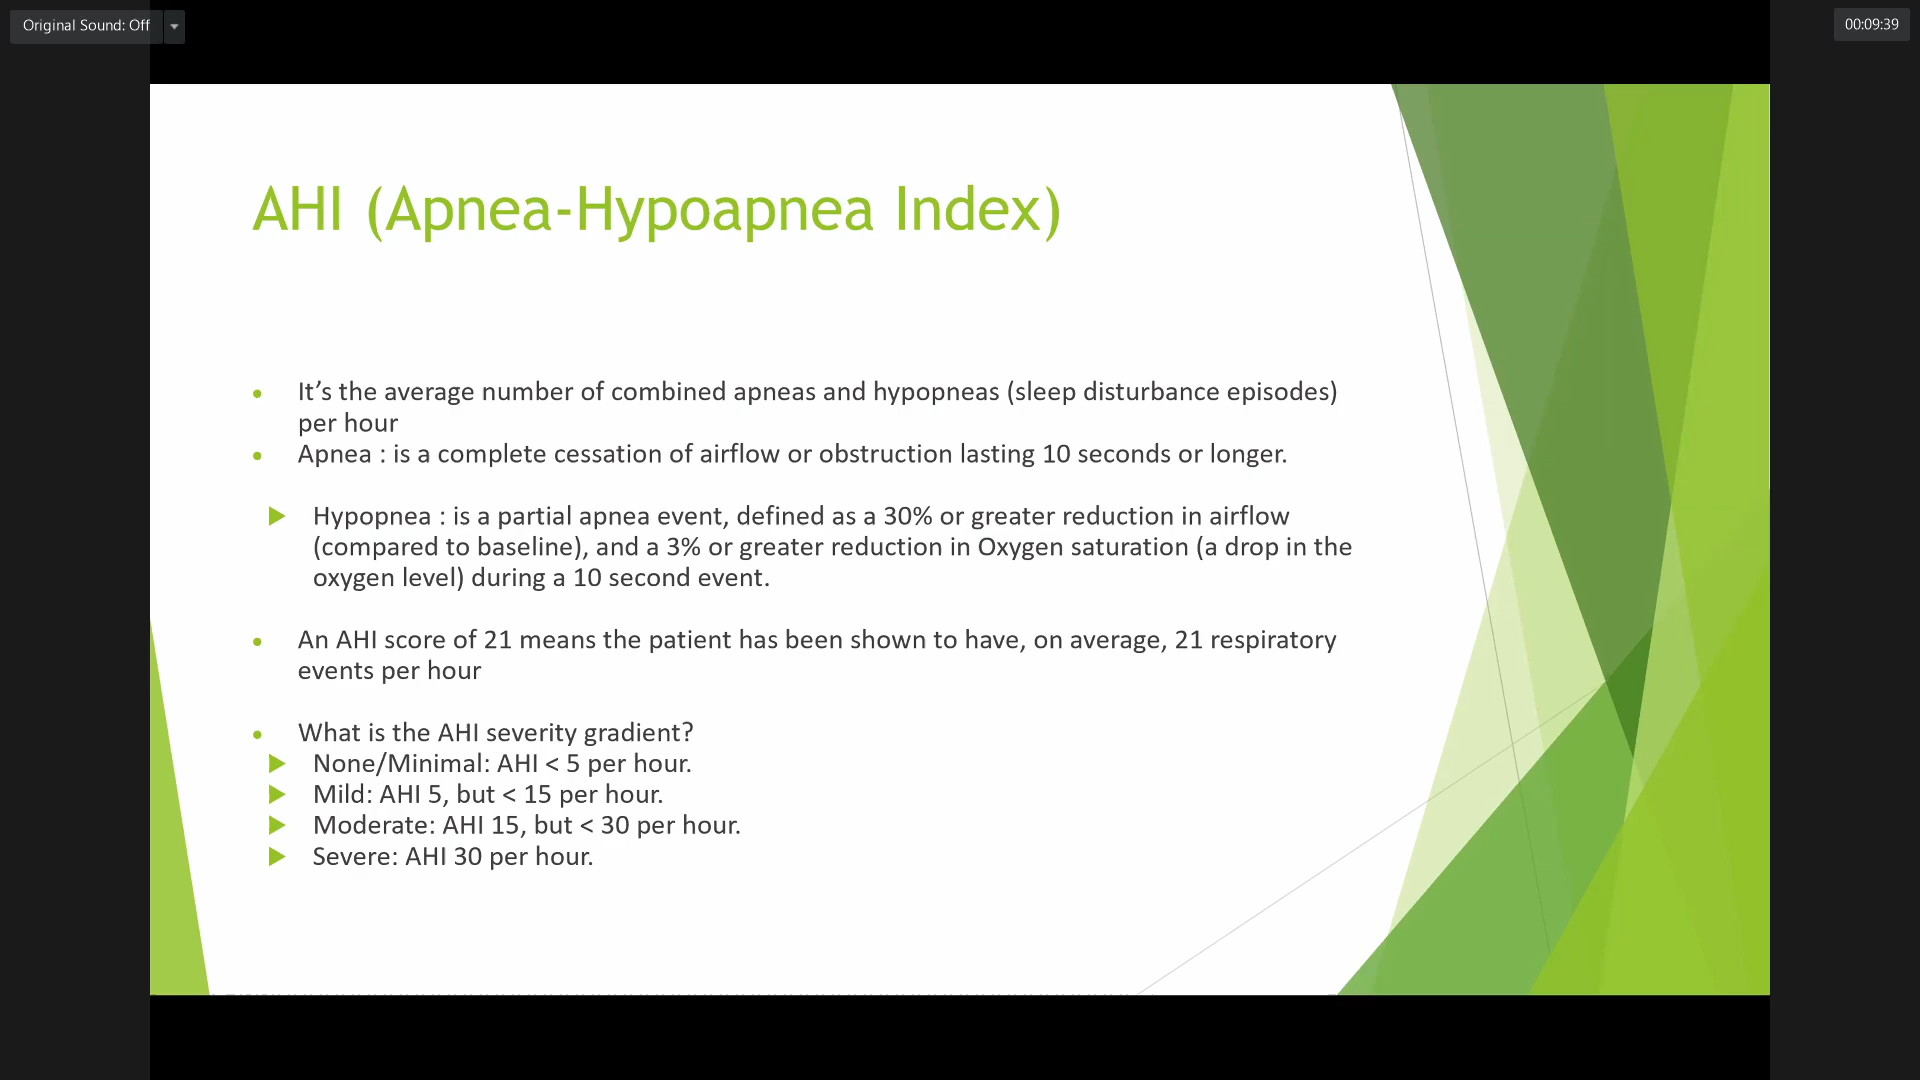 Original Sound: Off
00:09:39
AHI (Apnea-Hypoapnea Index)
It’s the average number of combined apneas and hypopneas (sleep disturbance episodes)
per hour
Apnea : is a complete cessation of airflow or obstruction lasting 10 seconds or longer.
Hypopnea : is a partial apnea event, defined as a 30% or greater reduction in airflow
(compared to baseline), and a 3% or greater reduction in Oxygen saturation (a drop in the
oxygen level) during a 10 second event.
An AHI score of 21 means the patient has been shown to have, on average, 21 respiratory
events per hour
What is the AHI severity gradient?
None/Minimal: AHI < 5 per hour.
Mild: AHI 5, but < 15 per hour.
Moderate: AHI 15, but < 30 per hour.
Severe: AHI 30 per hour.